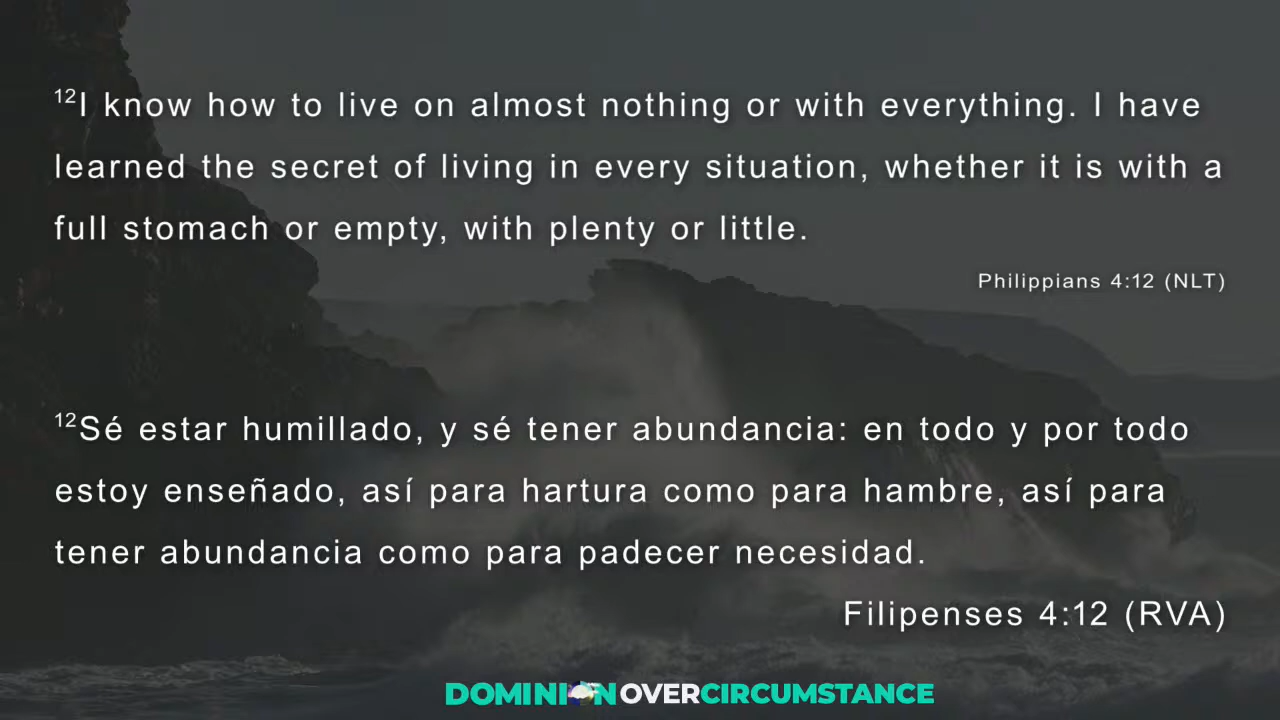 12I know how to live on almost nothing or with everything. I have
learned the secret of living in every situation, whether it is with a
full stomach or empty, with plenty or little.
Philippians 4:12 (NLT)
12Sé estar humillado, y sé tener abundancia: en todo y por todo
estoy enseñado, así para hartura como para hambre, así para
tener abundancia como para padecer necesidad.
Filipenses 4:12 (RVA)
DOMINION OVERCIRCUMSTANCE